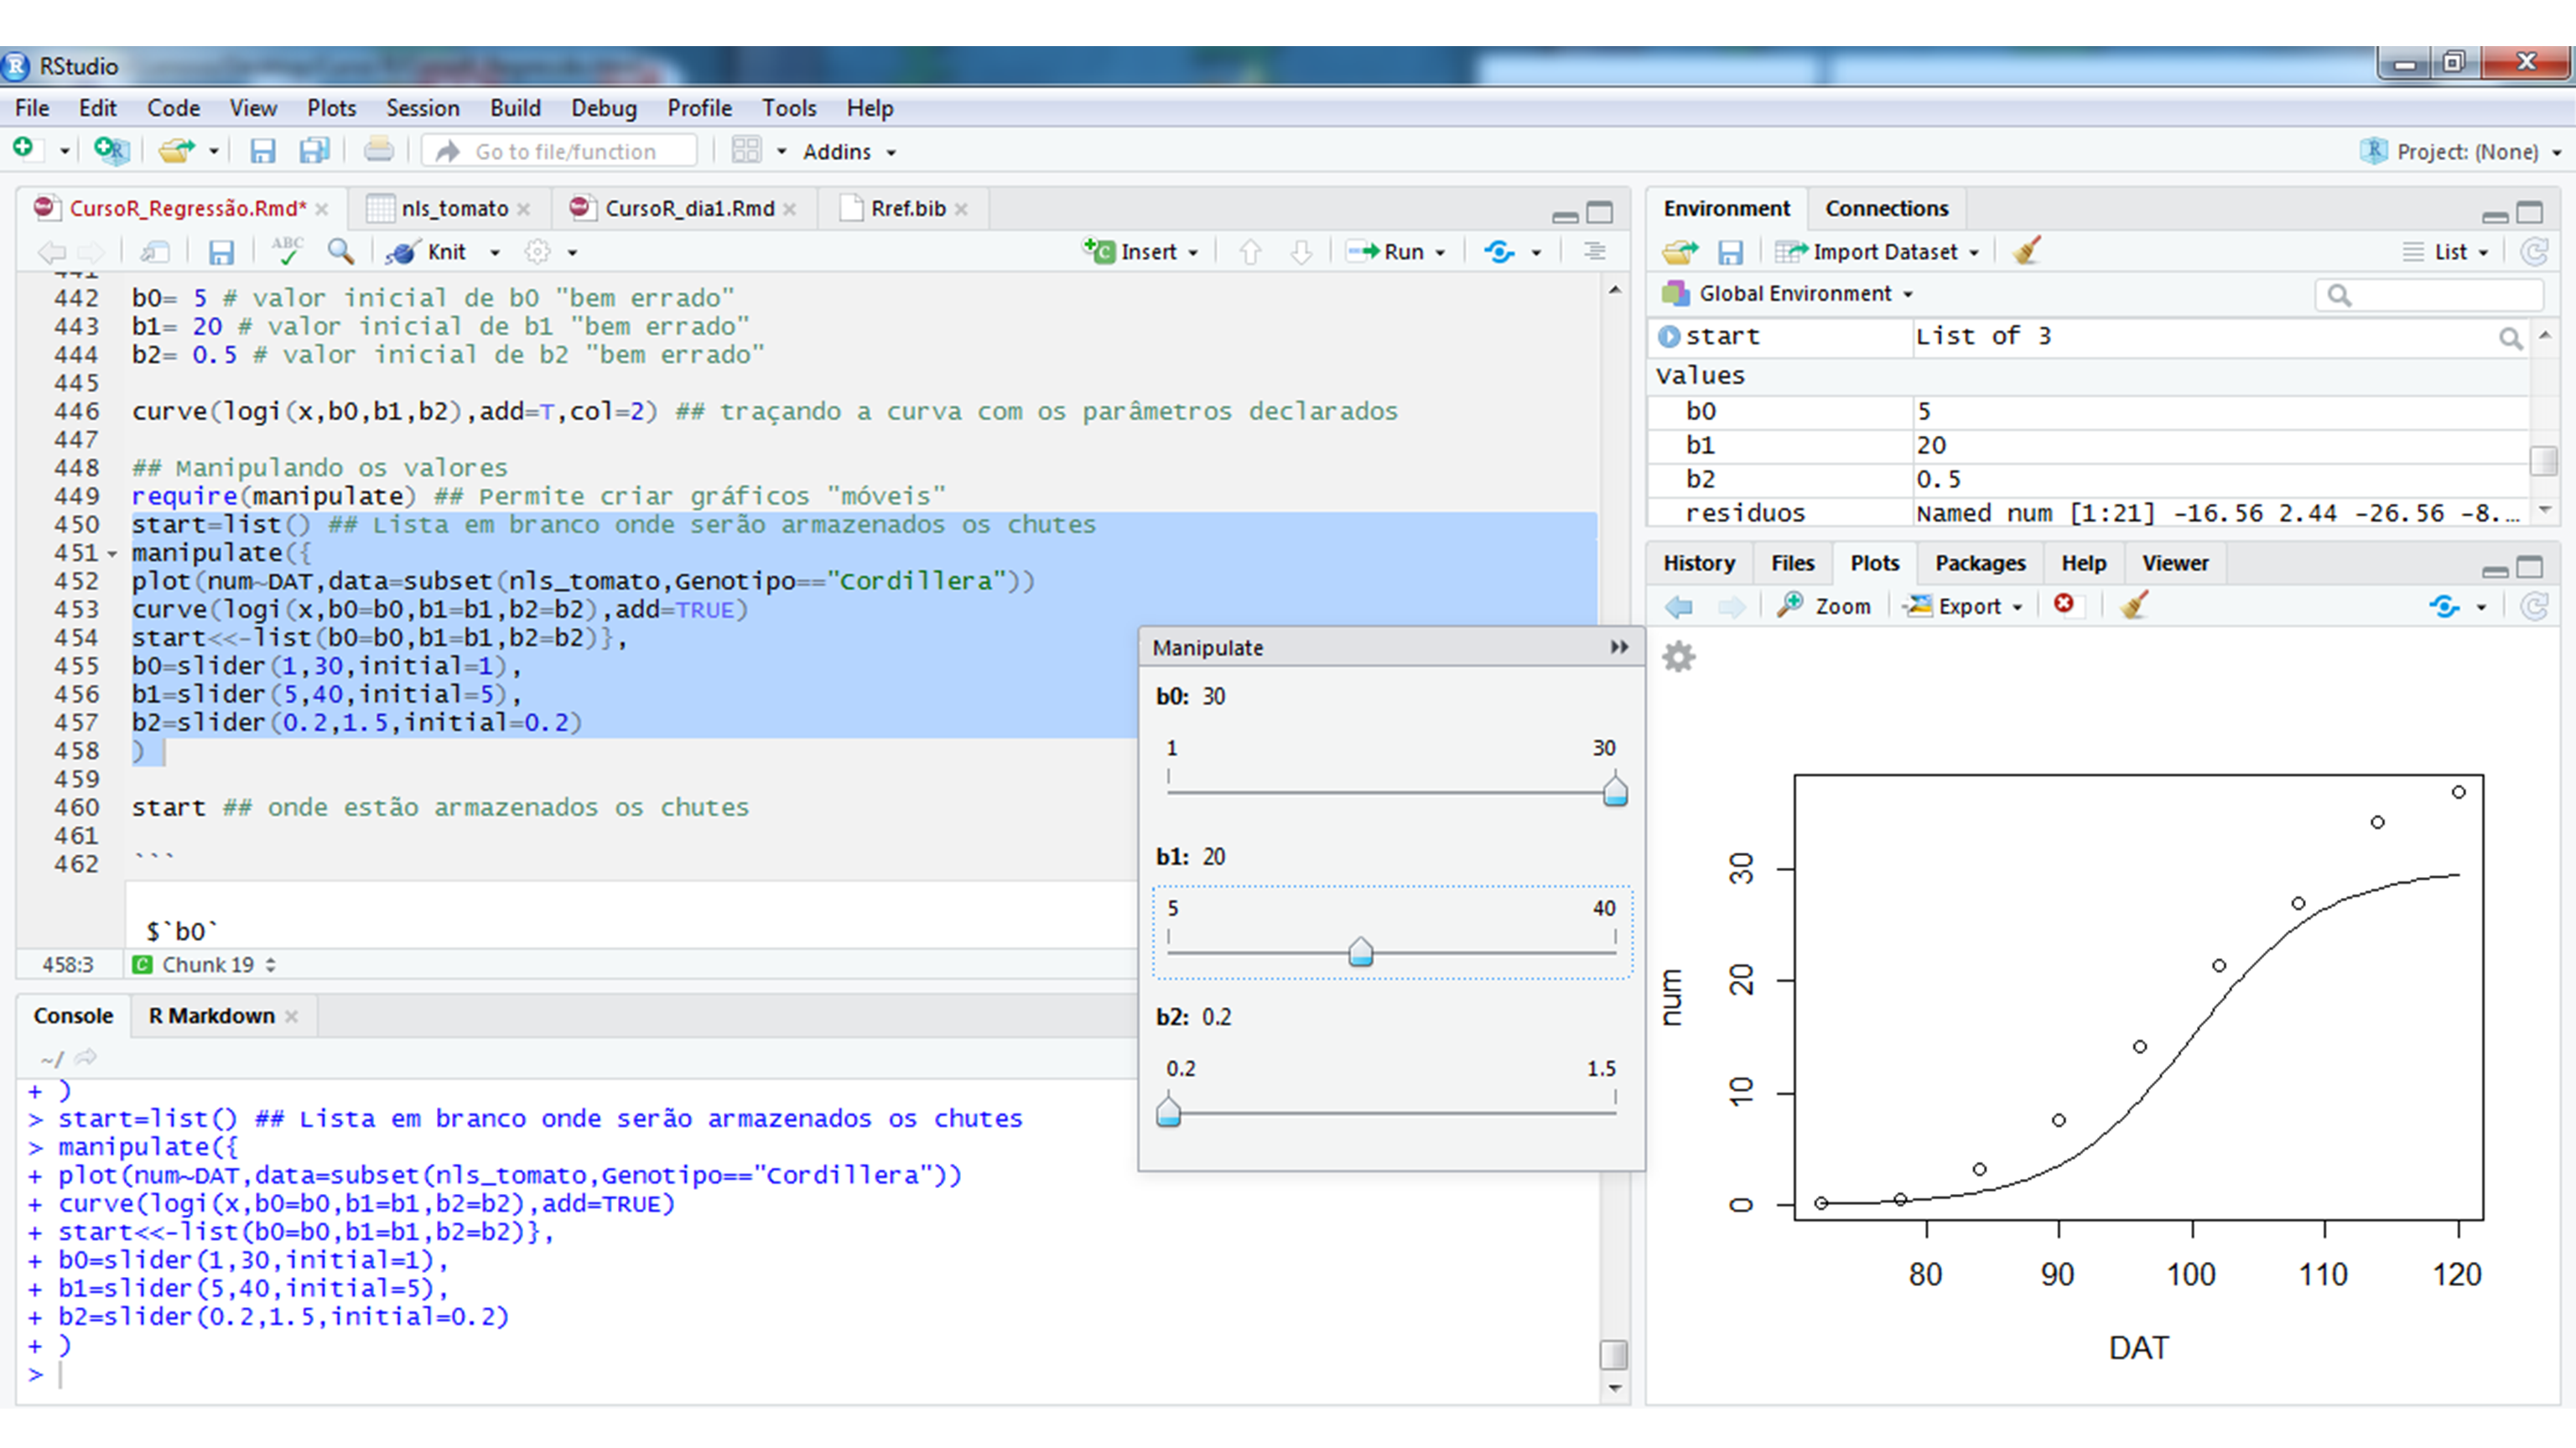 RStudio
File Edit Code View Plots Session Build Debug Profile Tools Help
Go to file/function Addins Project: (None)
CursoR_Regressão.Rmd* nls_tomato CursoR_dia1.Rmd Rref.bib
ABC Knit Insert Run
442 b0= 5 # valor inicial de b0 "bem errado"
443 b1= 20 # valor inicial de b1 "bem errado"
444 b2= 0.5 # valor inicial de b2 "bem errado"
445
446 curve(logi(x,b0,b1,b2),add=T,col=2) ## traçando a curva com os parâmetros declarados
447
448 ## Manipulando os valores
449 require(manipulate) ## Permite criar gráficos "móveis"
450 start=list() ## Lista em branco onde serão armazenados os chutes
451 manipulate({
452 plot(num~DAT,data=subset(nls_tomato,Genotipo=="Cordillera"))
453 curve(logi(x,b0=b0,b1=b1,b2=b2),add=TRUE)
454 start<<-list(b0=b0,b1=b1,b2=b2)},
455 b0=slider(1,30,initial=1),
456 b1=slider(5,40,initial=5),
457 b2=slider(0.2,1.5,initial=0.2)
458 )
459
460 start ## onde estão armazenados os chutes
461
462 ```
$`b0`
458:3 Chunk 19
Console R Markdown
~/
+ )
> start=list() ## Lista em branco onde serão armazenados os chutes
> manipulate({
+ plot(num~DAT,data=subset(nls_tomato,Genotipo=="Cordillera"))
+ curve(logi(x,b0=b0,b1=b1,b2=b2),add=TRUE)
+ start<<-list(b0=b0,b1=b1,b2=b2)},
+ b0=slider(1,30,initial=1),
+ b1=slider(5,40,initial=5),
+ b2=slider(0.2,1.5,initial=0.2)
+ )
>
Manipulate
b0: 30
1 30
b1: 20
5 40
b2: 0.2
0.2 1.5
Environment Connections
Import Dataset List
Global Environment
start List of 3
Values
b0 5
b1 20
b2 0.5
residuos Named num [1:21] -16.56 2.44 -26.56 -8.…
History Files Plots Packages Help Viewer
Zoom Export
num
30
20
10
0
80 90 100 110 120
DAT